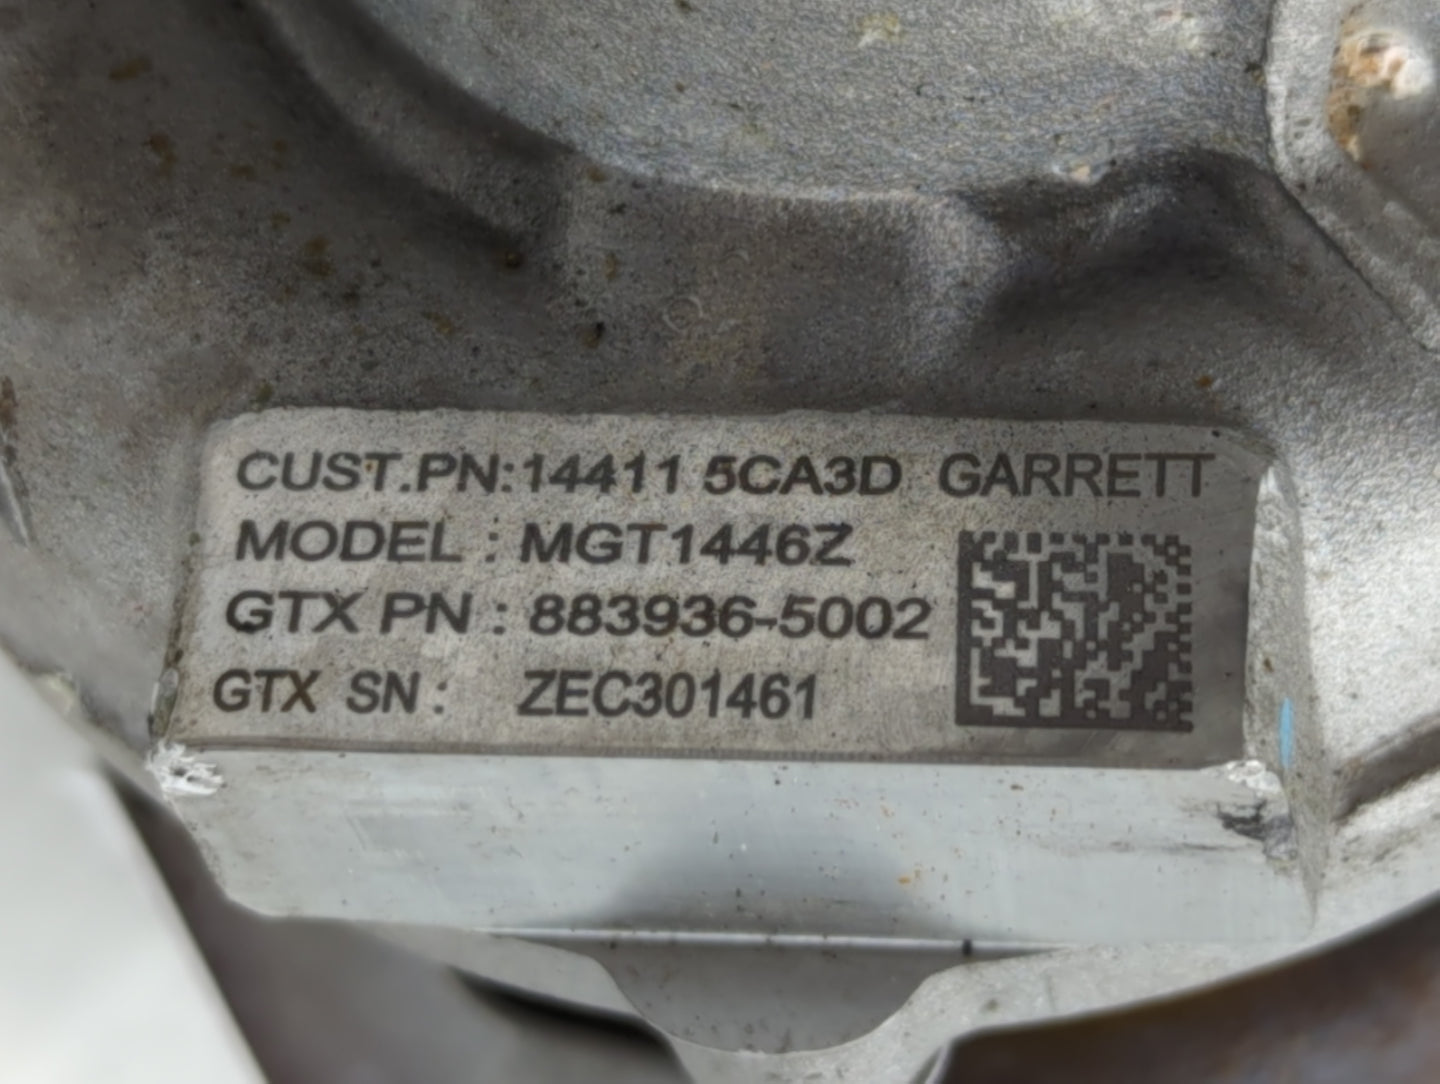 CUST.PN:14411 5CA3D GARRETT
MODEL : MGT1446Z
GTX PN : 883936-5002
GTX SN : ZEC301461